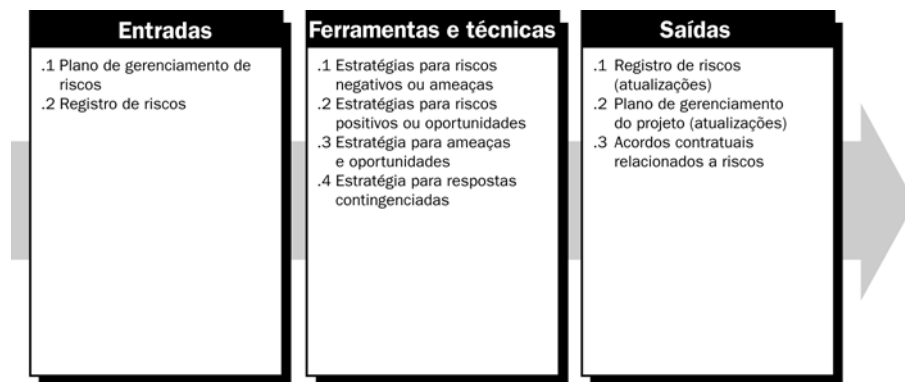 Entradas
.1 Plano de gerenciamento de
riscos
.2 Registro de riscos
Ferramentas e técnicas
.1 Estratégias para riscos
negativos ou ameaças
.2 Estratégias para riscos
positivos ou oportunidades
.3 Estratégia para ameaças
e oportunidades
.4 Estratégia para respostas
contingenciadas
Saídas
.1 Registro de riscos
(atualizações)
.2 Plano de gerenciamento
do projeto (atualizações)
.3 Acordos contratuais
relacionados a riscos